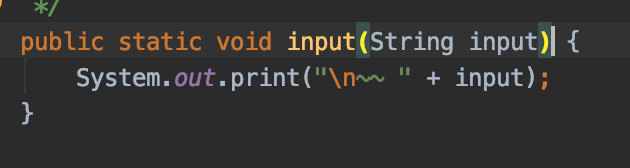 */
public static void input(String input) {
    System.out.print("\n~~ " + input);
}